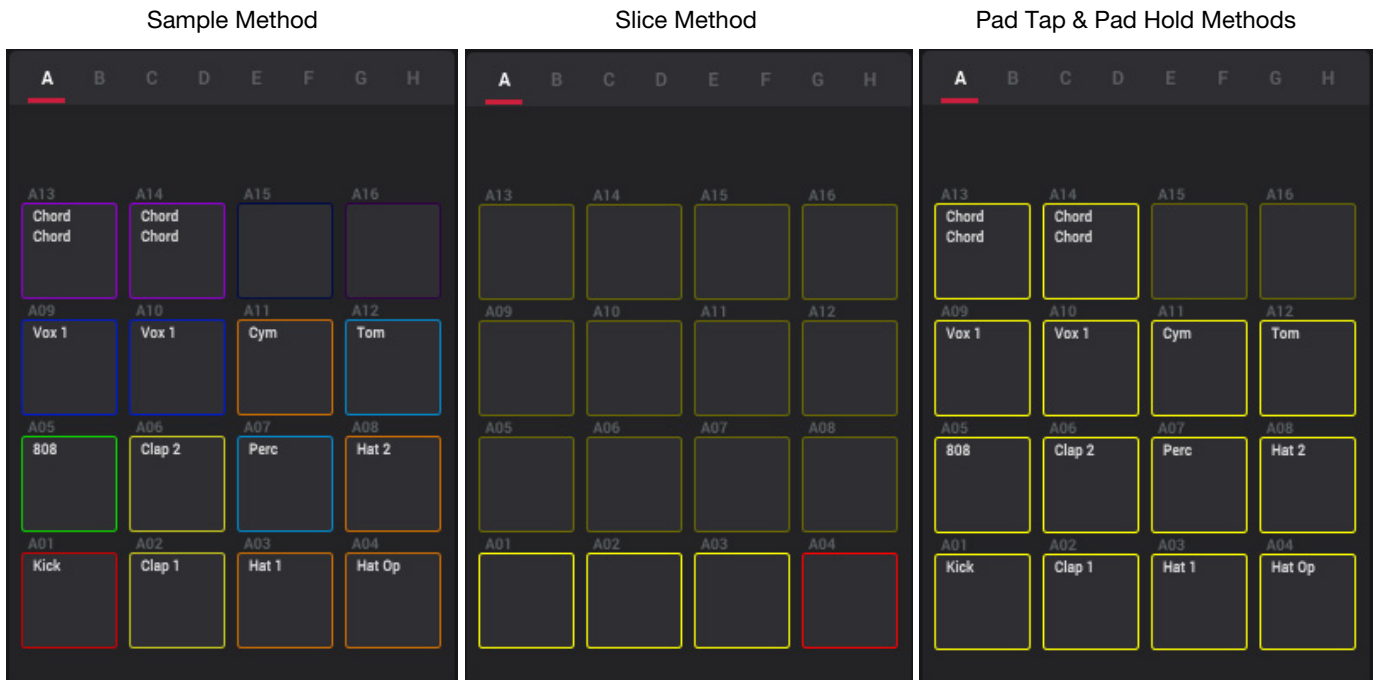 Sample Method
A B C D E F G H
A13 A14 A15 A16
Chord Chord
Chord Chord
A09 A10 A11 A12
Vox 1 Vox 1 Cym Tom
A05 A06 A07 A08
808 Clap 2 Perc Hat 2
A01 A02 A03 A04
Kick Clap 1 Hat 1 Hat Op
Slice Method
A B C D E F G H
A13 A14 A15 A16
A09 A10 A11 A12
A05 A06 A07 A08
A01 A02 A03 A04
Pad Tap & Pad Hold Methods
A B C D E F G H
A13 A14 A15 A16
Chord Chord
Chord Chord
A09 A10 A11 A12
Vox 1 Vox 1 Cym Tom
A05 A06 A07 A08
808 Clap 2 Perc Hat 2
A01 A02 A03 A04
Kick Clap 1 Hat 1 Hat Op